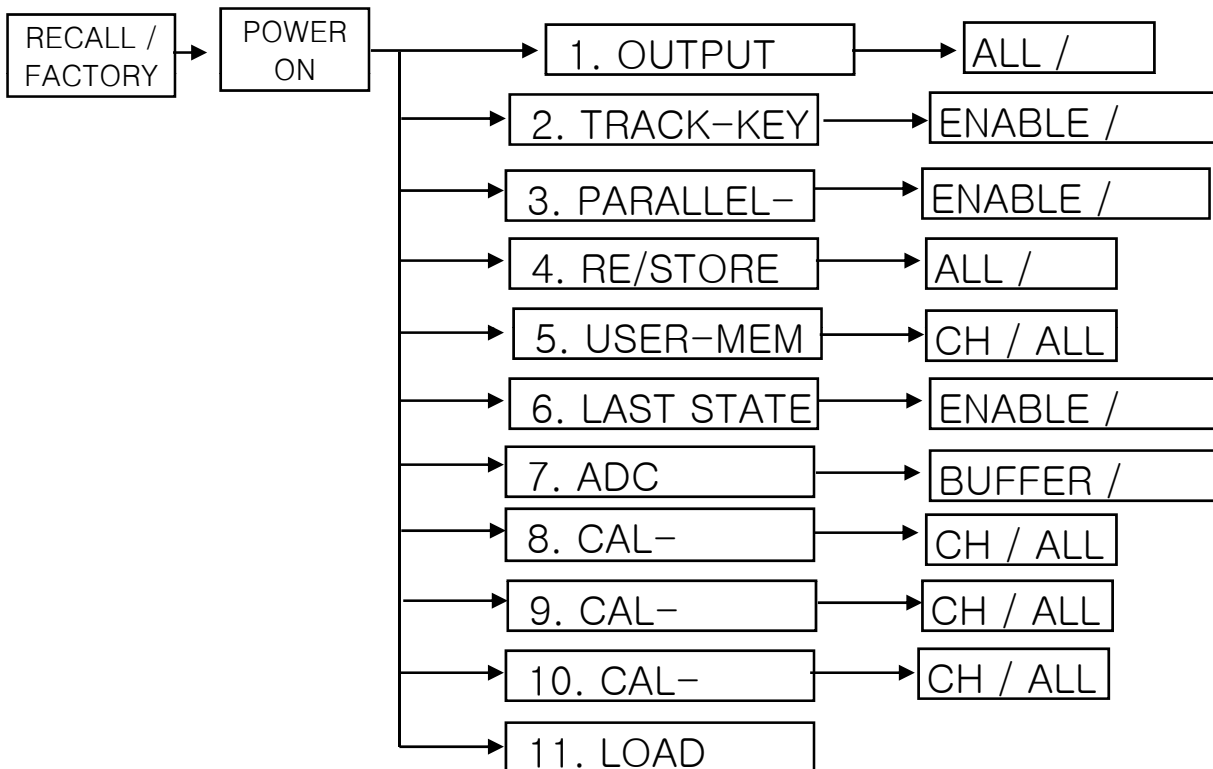 RECALL /
FACTORY
POWER
ON
1. OUTPUT
ALL /
2. TRACK-KEY
ENABLE /
3. PARALLEL-
ENABLE /
4. RE/STORE
ALL /
5. USER-MEM
CH / ALL
6. LAST STATE
ENABLE /
7. ADC
BUFFER /
8. CAL-
CH / ALL
9. CAL-
CH / ALL
10. CAL-
CH / ALL
11. LOAD